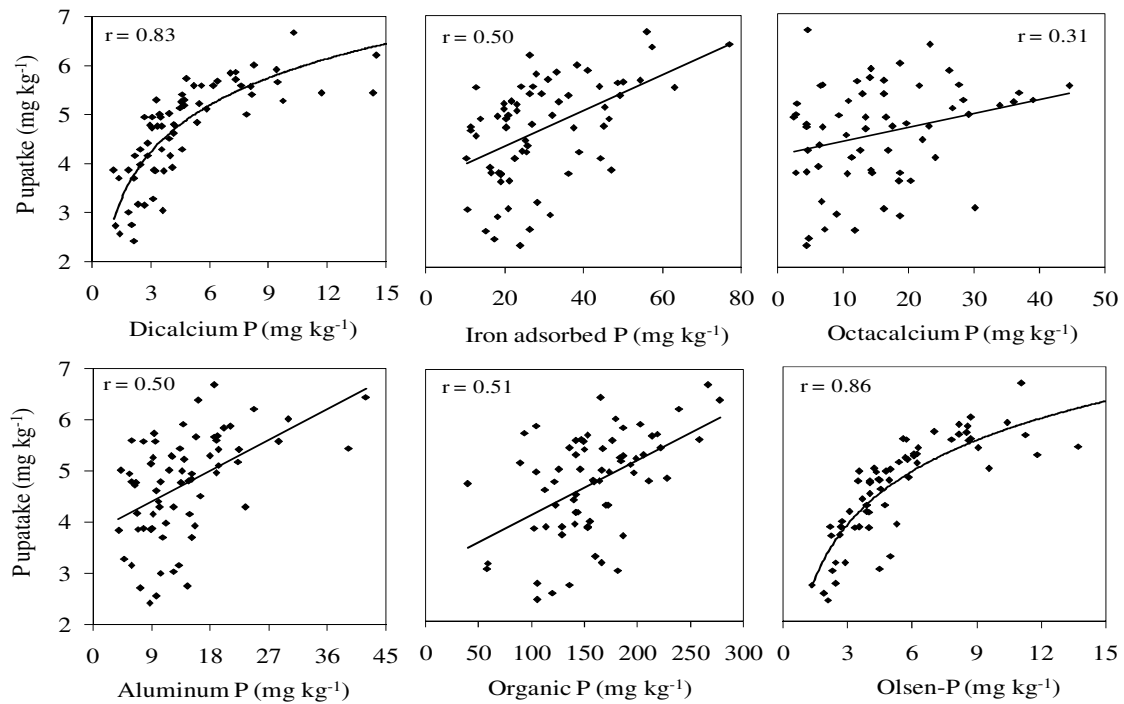 r = 0.83
r = 0.50
r = 0.31
Pupatke (mg kg-1)
7
6
5
4
3
2
0 3 6 9 12 15
0 20 40 60 80
0 10 20 30 40 50
Dicalcium P (mg kg-1)
Iron adsorbed P (mg kg-1)
Octacalcium P (mg kg-1)
r = 0.50
r = 0.51
r = 0.86
Pupatake (mg kg-1)
7
6
5
4
3
2
0 9 18 27 36 45
0 50 100 150 200 250 300
0 3 6 9 12 15
Aluminum P (mg kg-1)
Organic P (mg kg-1)
Olsen-P (mg kg-1)